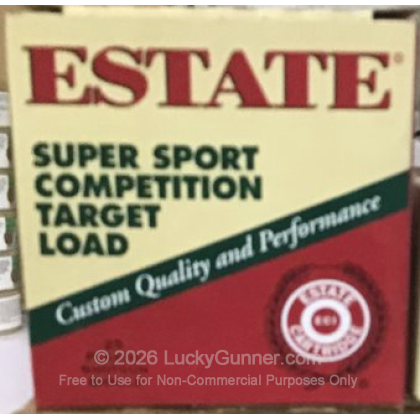 ESTATE®
SUPER SPORT
COMPETITION
TARGET
LOAD
Custom Quality and Performance
ESTATE
ECI
CARTRIDGE
© 2026 LuckyGunner.com
Free to Use for Non-Commercial Purposes Only